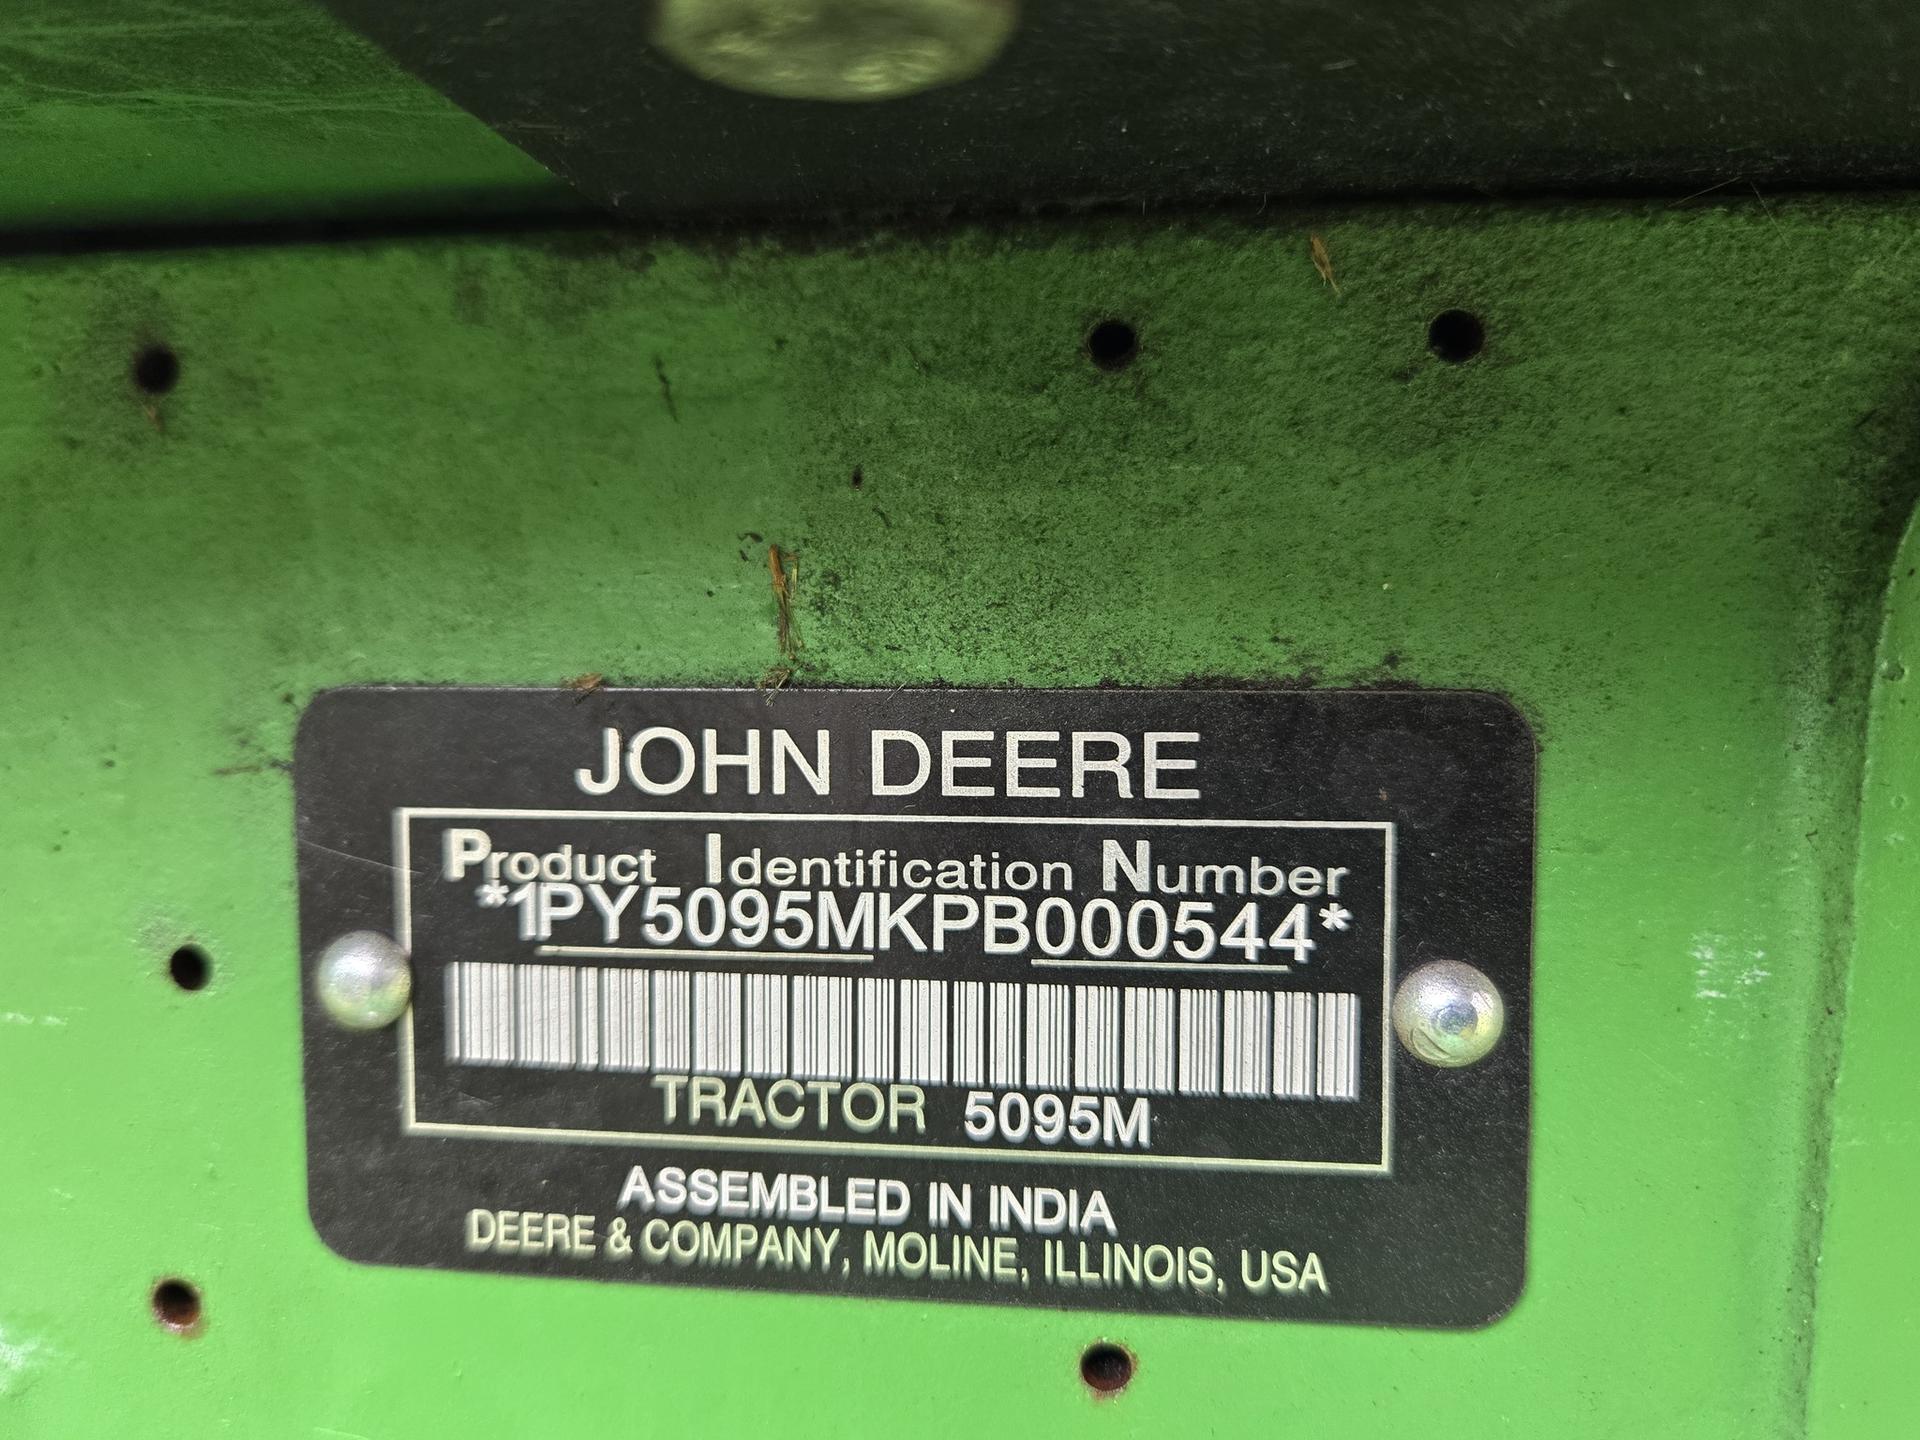 JOHN DEERE
Product Identification Number
*1PY5095MKPB000544*
TRACTOR 5095M
ASSEMBLED IN INDIA
DEERE & COMPANY, MOLINE, ILLINOIS, USA